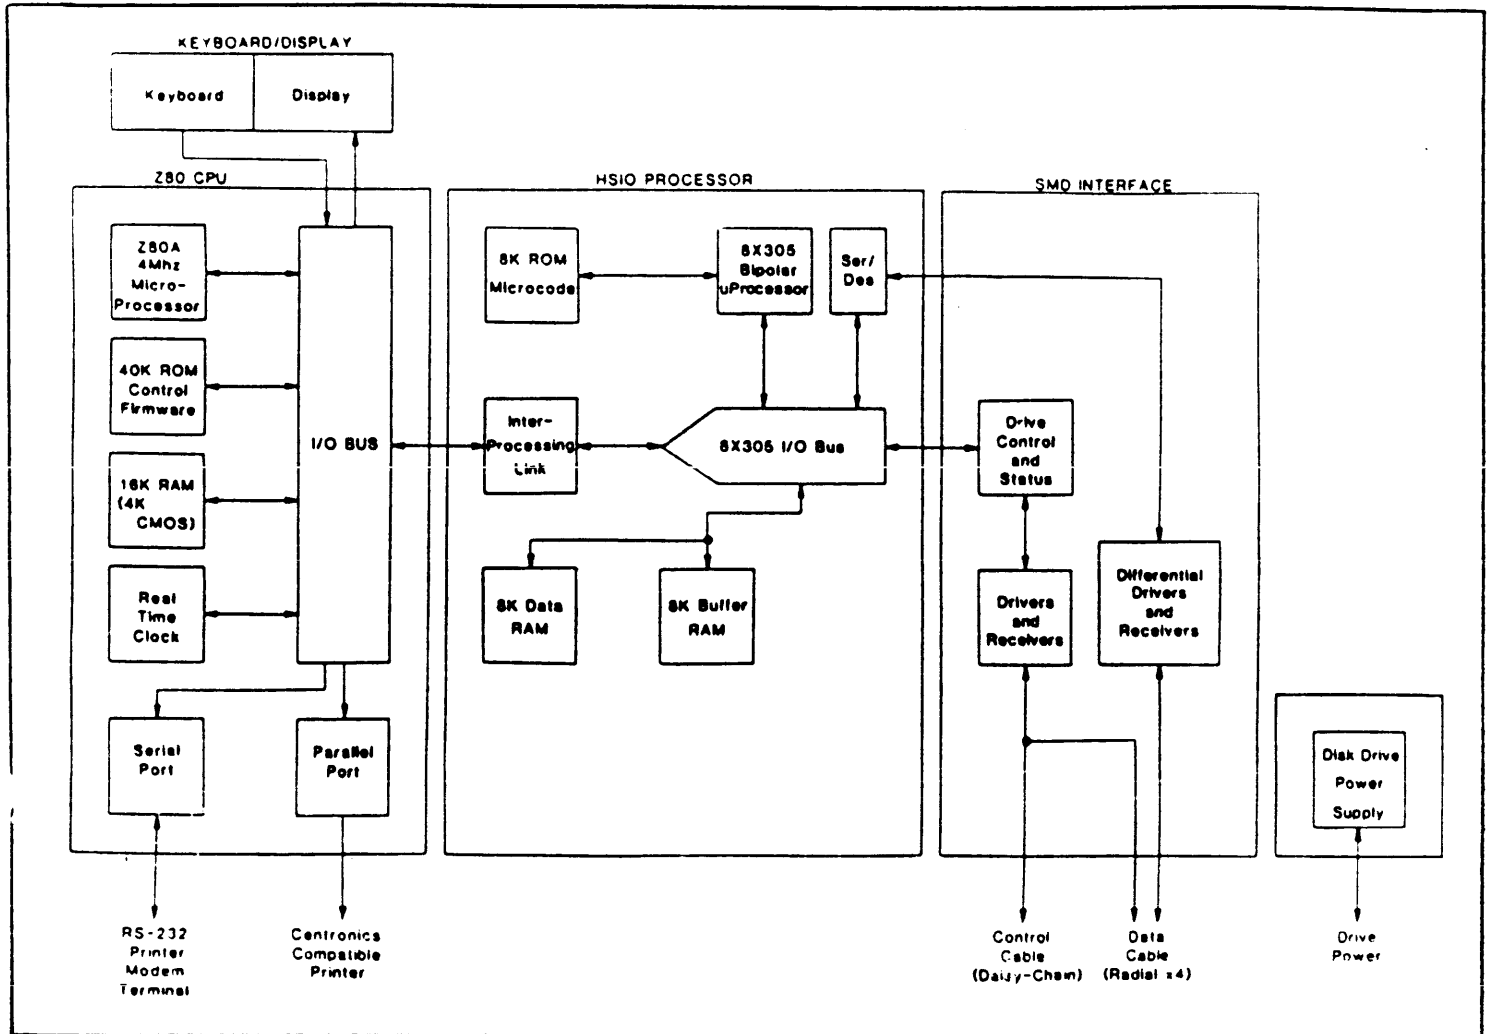 KEYBOARD/DISPLAY
Keyboard
Display
Z80 CPU
Z80A
4Mhz
Micro-
Processor
40K ROM
Control
Firmware
16K RAM
(4K
CMOS)
Real
Time
Clock
I/O BUS
Serial
Port
Parallel
Port
RS-232
Printer
Modem
Terminal
Centronics
Compatible
Printer
HSIO PROCESSOR
8K ROM
Microcode
8X305
Bipolar
uProcessor
Ser/
Des
Inter-
Processing
Link
8X305 I/O Bus
8K Data
RAM
8K Buffer
RAM
SMD INTERFACE
Drive
Control
and
Status
Drivers
and
Receivers
Differential
Drivers
and
Receivers
Control
Cable
(Daisy-Chain)
Data
Cable
(Radial x4)
Disk Drive
Power
Supply
Drive
Power